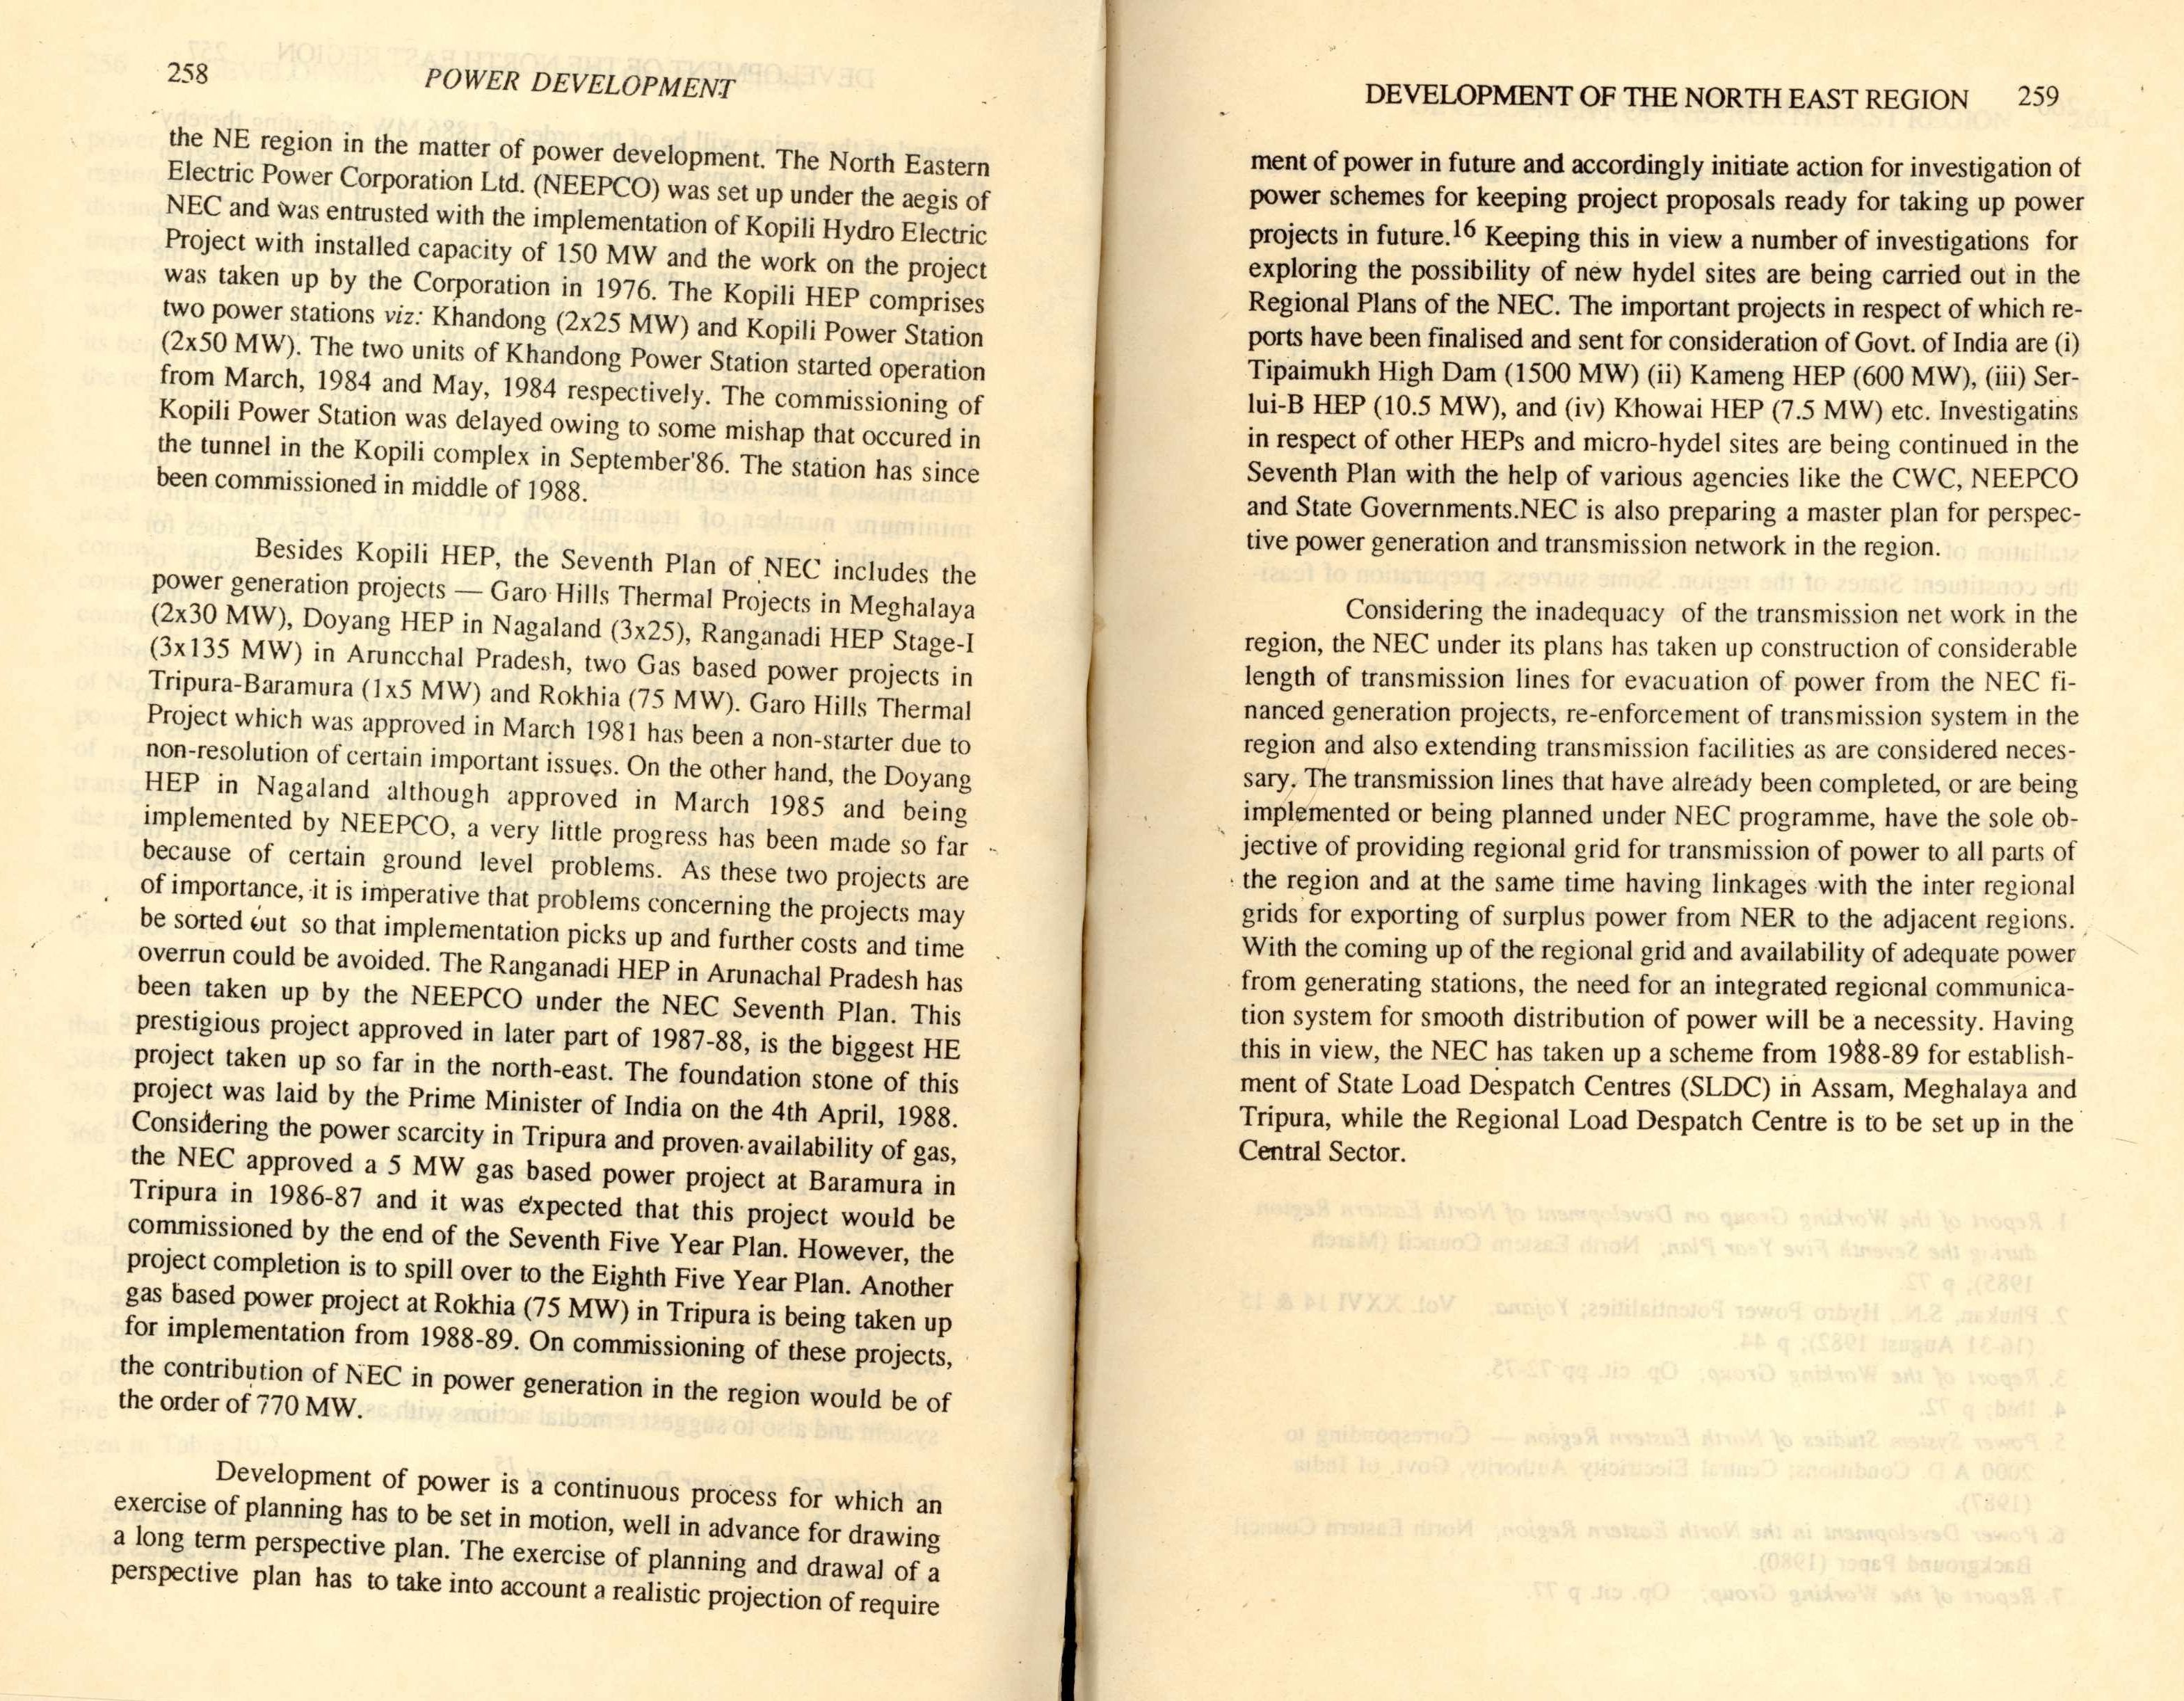 258
POWER DEVELOPMENT
the NE region in the matter of power development. The North Eastern
Electric Power Corporation Ltd. (NEEPCO) was set up under the aegis of
NEC and was entrusted with the implementation of Kopili Hydro Electric
Project with installed capacity of 150 MW and the work on the project
was taken up by the Corporation in 1976. The Kopili HEP comprises
two power stations viz: Khandong (2x25 MW) and Kopili Power Station
(2x50 MW). The two units of Khandong Power Station started operation
from March, 1984 and May, 1984 respectively. The commissioning of
Kopili Power Station was delayed owing to some mishap that occured in
the tunnel in the Kopili complex in September'86. The station has since
been commissioned in middle of 1988.
Besides Kopili HEP, the Seventh Plan of NEC includes the
power generation projects — Garo Hills Thermal Projects in Meghalaya
(2x30 MW), Doyang HEP in Nagaland (3x25), Ranganadi HEP Stage-I
(3x135 MW) in Aruncchal Pradesh, two Gas based power projects in
Tripura-Baramura (1x5 MW) and Rokhia (75 MW). Garo Hills Thermal
Project which was approved in March 1981 has been a non-starter due to
non-resolution of certain important issues. On the other hand, the Doyang
HEP in Nagaland although approved in March 1985 and being
implemented by NEEPCO, a very little progress has been made so far
because of certain ground level problems. As these two projects are
of importance, it is imperative that problems concerning the projects may
be sorted out so that implementation picks up and further costs and time
overrun could be avoided. The Ranganadi HEP in Arunachal Pradesh has
been taken up by the NEEPCO under the NEC Seventh Plan. This
prestigious project approved in later part of 1987-88, is the biggest HE
project taken up so far in the north-east. The foundation stone of this
project was laid by the Prime Minister of India on the 4th April, 1988.
Considering the power scarcity in Tripura and proven availability of gas,
the NEC approved a 5 MW gas based power project at Baramura in
Tripura in 1986-87 and it was expected that this project would be
commissioned by the end of the Seventh Five Year Plan. However, the
project completion is to spill over to the Eighth Five Year Plan. Another
gas based power project at Rokhia (75 MW) in Tripura is being taken up
for implementation from 1988-89. On commissioning of these projects,
the contribution of NEC in power generation in the region would be of
the order of 770 MW.
Development of power is a continuous process for which an
exercise of planning has to be set in motion, well in advance for drawing
a long term perspective plan. The exercise of planning and drawal of a
perspective plan has to take into account a realistic projection of require
DEVELOPMENT OF THE NORTH EAST REGION 259
ment of power in future and accordingly initiate action for investigation of
power schemes for keeping project proposals ready for taking up power
projects in future.16 Keeping this in view a number of investigations for
exploring the possibility of new hydel sites are being carried out in the
Regional Plans of the NEC. The important projects in respect of which re-
ports have been finalised and sent for consideration of Govt. of India are (i)
Tipaimukh High Dam (1500 MW) (ii) Kameng HEP (600 MW), (iii) Ser-
lui-B HEP (10.5 MW), and (iv) Khowai HEP (7.5 MW) etc. Investigatins
in respect of other HEPs and micro-hydel sites are being continued in the
Seventh Plan with the help of various agencies like the CWC, NEEPCO
and State Governments.NEC is also preparing a master plan for perspec-
tive power generation and transmission network in the region.
Considering the inadequacy of the transmission net work in the
region, the NEC under its plans has taken up construction of considerable
length of transmission lines for evacuation of power from the NEC fi-
nanced generation projects, re-enforcement of transmission system in the
region and also extending transmission facilities as are considered neces-
sary. The transmission lines that have already been completed, or are being
implemented or being planned under NEC programme, have the sole ob-
jective of providing regional grid for transmission of power to all parts of
the region and at the same time having linkages with the inter regional
grids for exporting of surplus power from NER to the adjacent regions.
With the coming up of the regional grid and availability of adequate power
from generating stations, the need for an integrated regional communica-
tion system for smooth distribution of power will be a necessity. Having
this in view, the NEC has taken up a scheme from 1988-89 for establish-
ment of State Load Despatch Centres (SLDC) in Assam, Meghalaya and
Tripura, while the Regional Load Despatch Centre is to be set up in the
Central Sector.